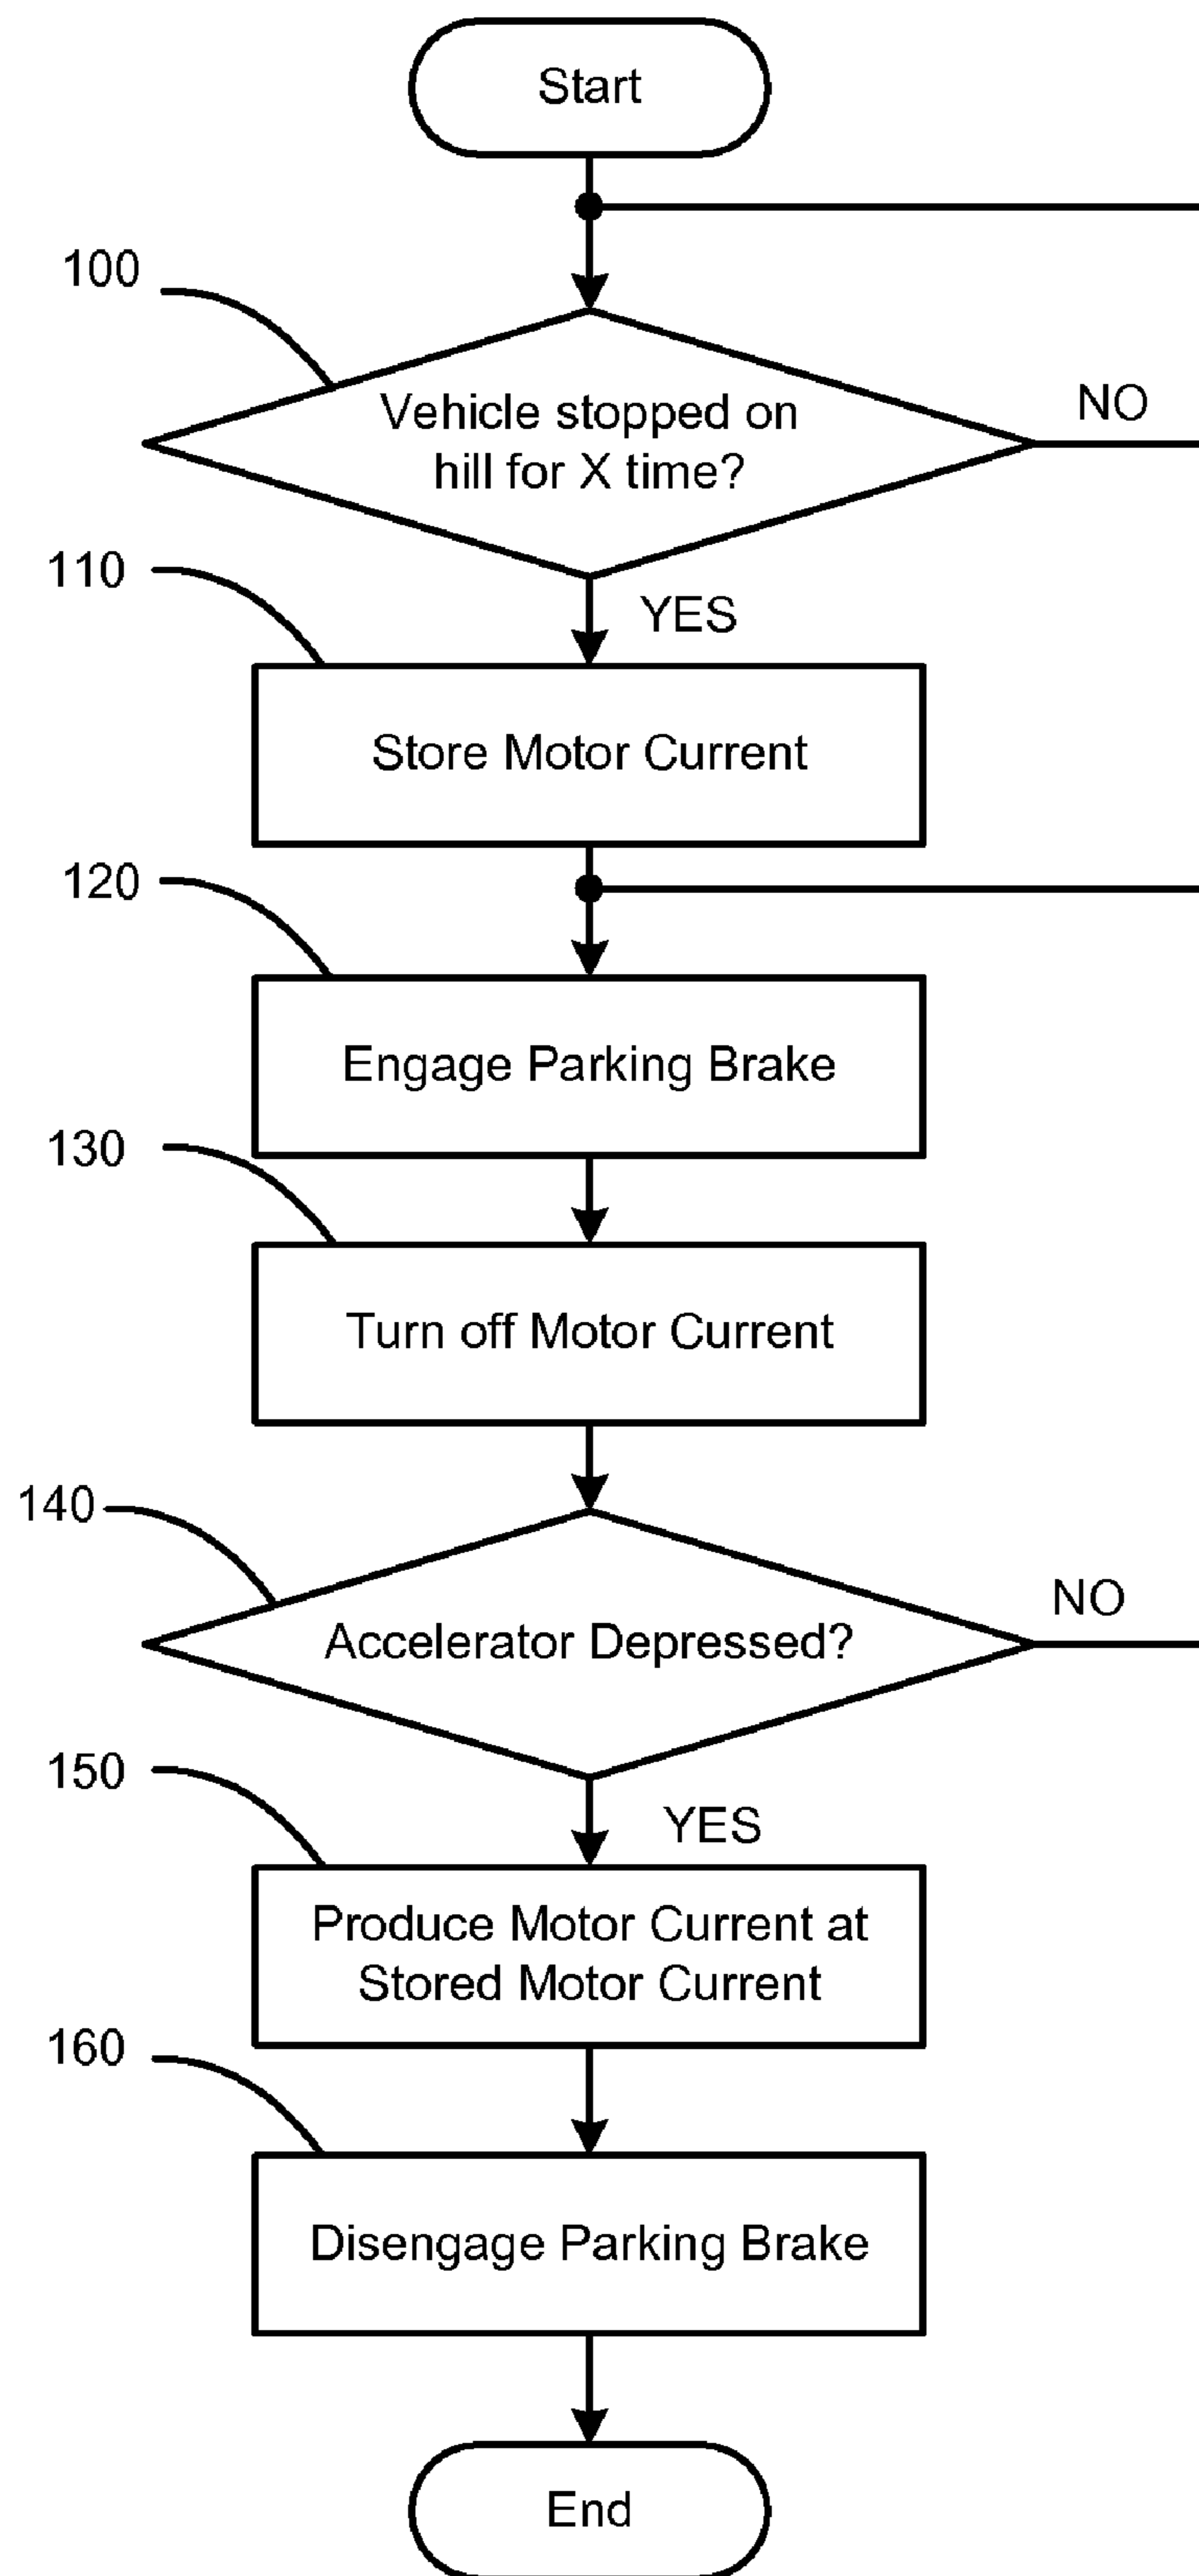 Start
100
Vehicle stopped on
hill for X time?
NO
110
YES
Store Motor Current
120
Engage Parking Brake
130
Turn off Motor Current
140
Accelerator Depressed?
NO
150
YES
Produce Motor Current at
Stored Motor Current
160
Disengage Parking Brake
End